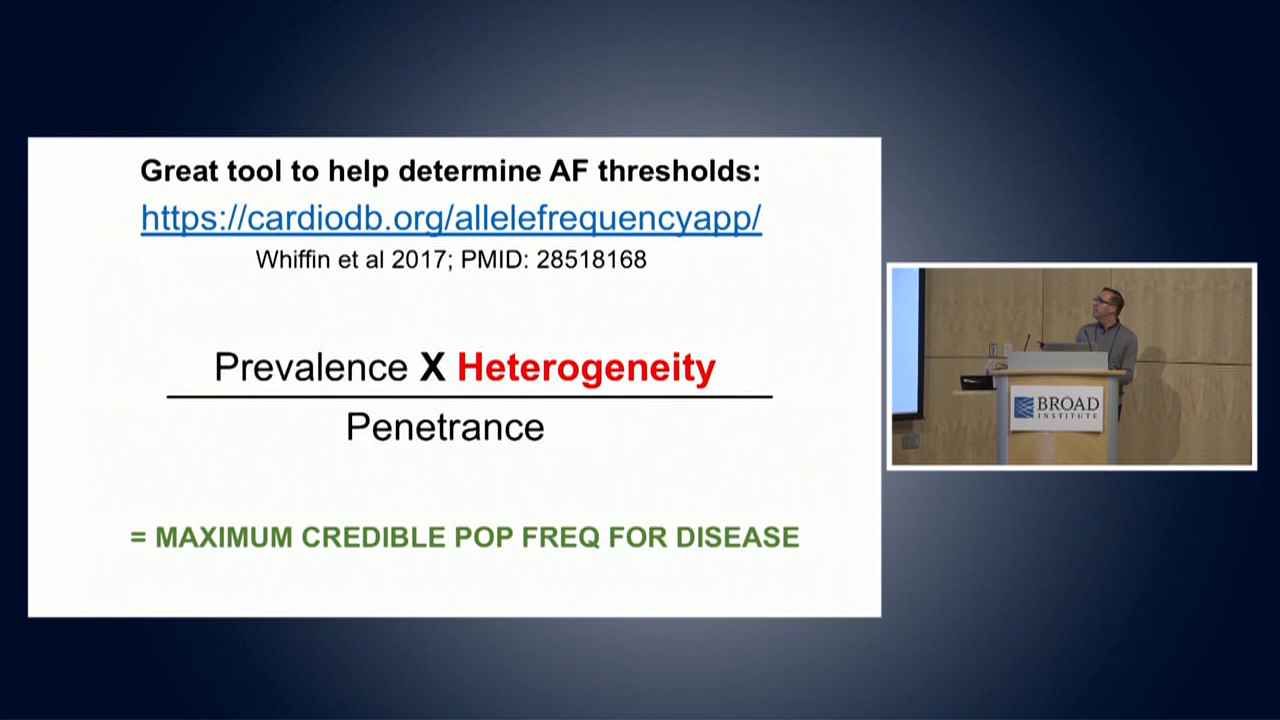 Great tool to help determine AF thresholds:
https://cardiodb.org/allelefrequencyapp/
Whiffin et al 2017; PMID: 28518168
Prevalence X Heterogeneity
Penetrance
= MAXIMUM CREDIBLE POP FREQ FOR DISEASE
BROAD
INSTITUTE